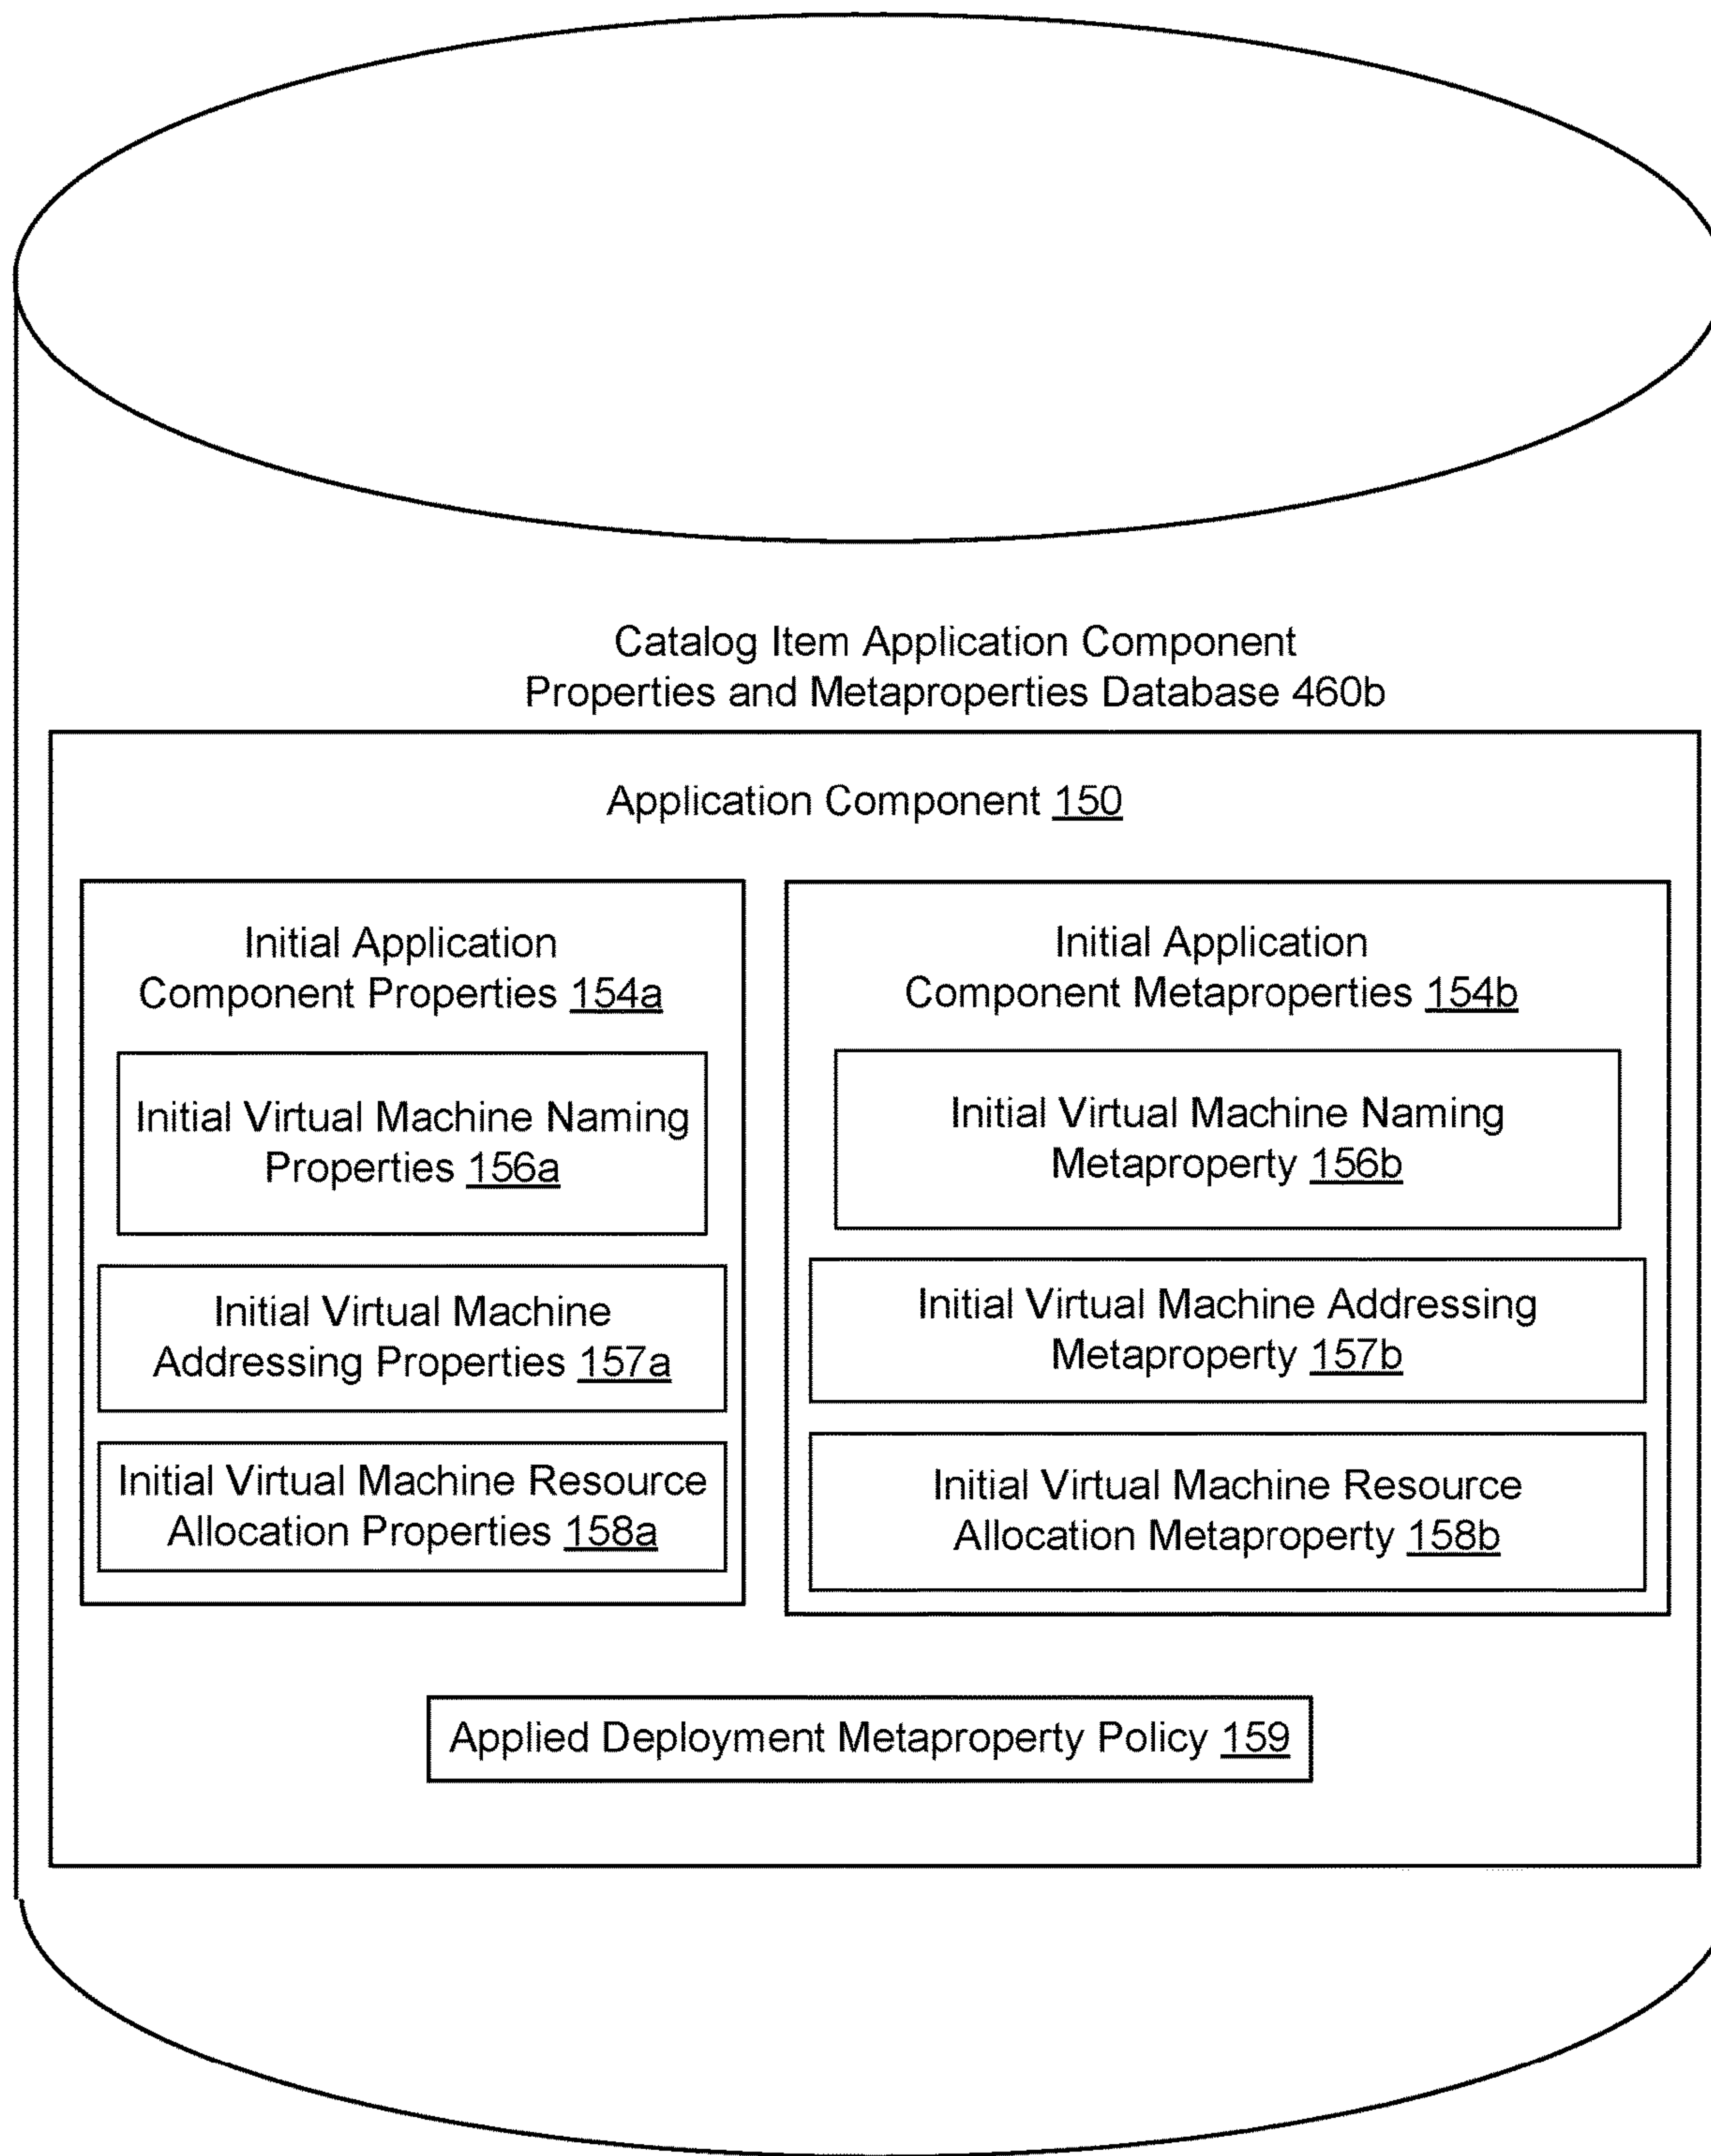 Catalog Item Application Component
Properties and Metaproperties Database 460b
Application Component 150
Initial Application
Component Properties 154a
Initial Virtual Machine Naming
Properties 156a
Initial Virtual Machine
Addressing Properties 157a
Initial Virtual Machine Resource
Allocation Properties 158a
Initial Application
Component Metaproperties 154b
Initial Virtual Machine Naming
Metaproperty 156b
Initial Virtual Machine Addressing
Metaproperty 157b
Initial Virtual Machine Resource
Allocation Metaproperty 158b
Applied Deployment Metaproperty Policy 159